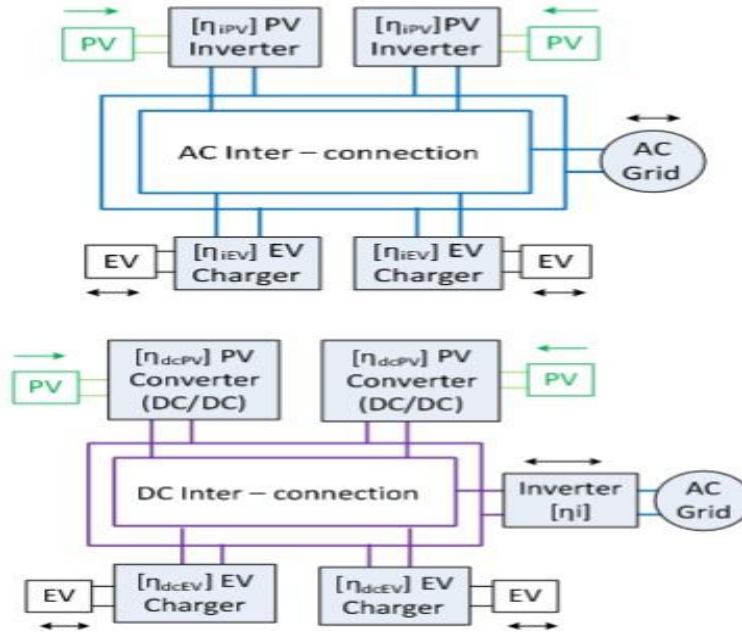 [ηiPV] PV
Inverter
[ηiPV]PV
Inverter
PV
PV
AC Inter – connection
AC
Grid
EV
[ηiEV] EV
Charger
[ηiEV] EV
Charger
EV
[ηdcPV] PV
Converter
(DC/DC)
[ηdcPV] PV
Converter
(DC/DC)
PV
PV
DC Inter – connection
Inverter
[ηi]
AC
Grid
EV
[ηdcEV] EV
Charger
[ηdcEV] EV
Charger
EV